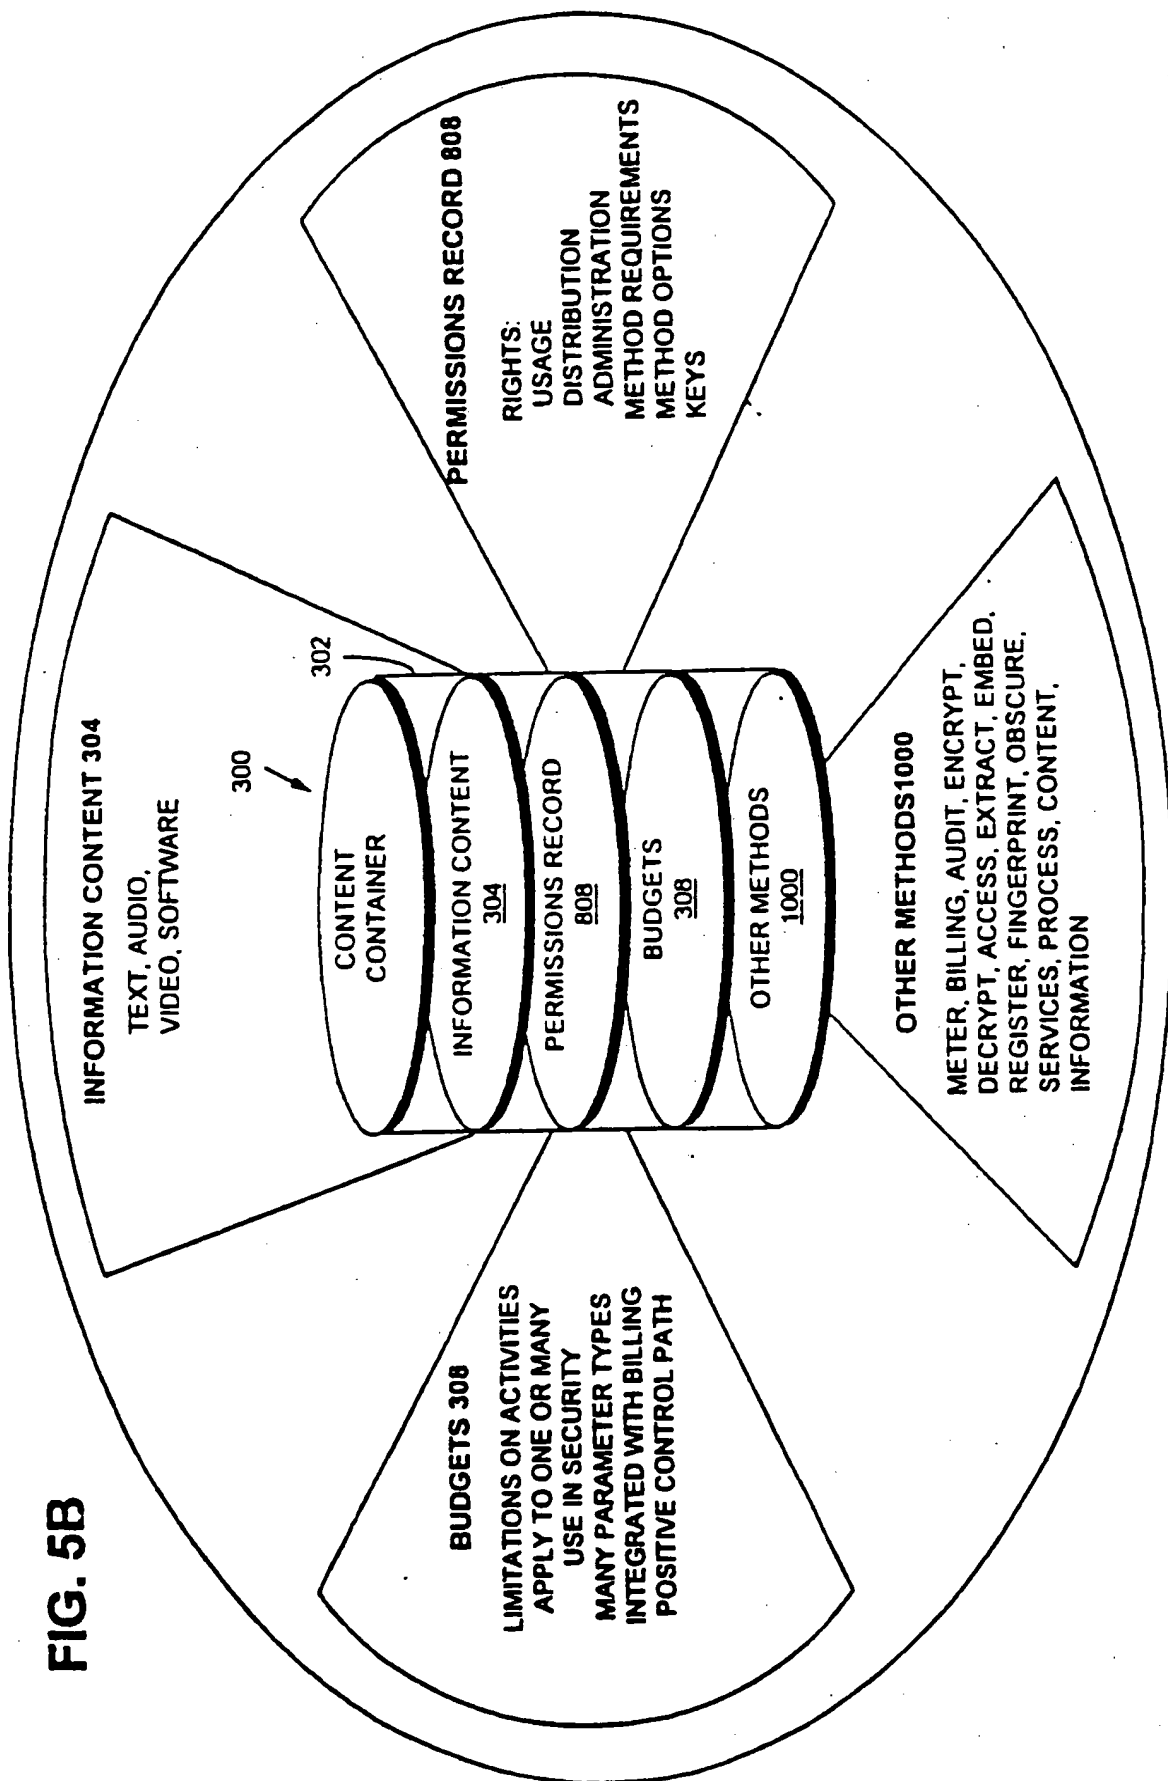 FIG. 5B
INFORMATION CONTENT 304
TEXT, AUDIO,
VIDEO, SOFTWARE
300
302
CONTENT
CONTAINER
INFORMATION CONTENT
304
PERMISSIONS RECORD
808
BUDGETS
308
OTHER METHODS
1000
BUDGETS 308
LIMITATIONS ON ACTIVITIES
APPLY TO ONE OR MANY
USE IN SECURITY
MANY PARAMETER TYPES
INTEGRATED WITH BILLING
POSITIVE CONTROL PATH
PERMISSIONS RECORD 808
RIGHTS:
USAGE
DISTRIBUTION
ADMINISTRATION
METHOD REQUIREMENTS
METHOD OPTIONS
KEYS
OTHER METHODS1000
METER, BILLING, AUDIT, ENCRYPT,
DECRYPT, ACCESS, EXTRACT, EMBED,
REGISTER, FINGERPRINT, OBSCURE,
SERVICES, PROCESS, CONTENT,
INFORMATION